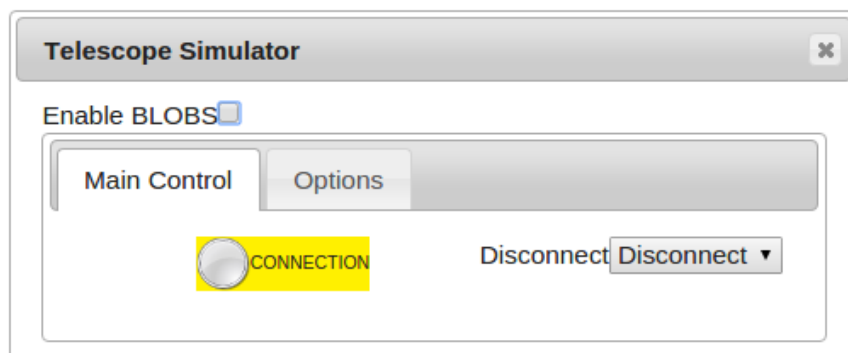 Telescope Simulator
Enable BLOBS
Main Control Options
CONNECTION Disconnect Disconnect